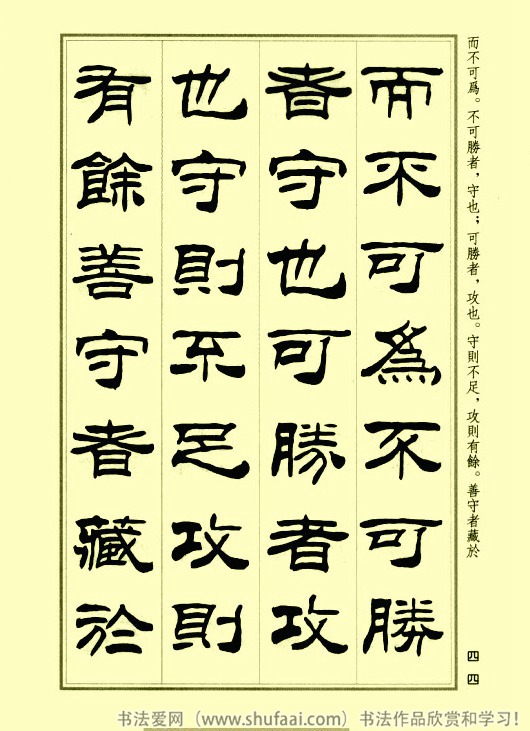 而不可爲。不可勝者，守也；可勝者，攻也。守則不足，攻則有餘。善守者藏於
四四
而不可爲不可勝
者守也可勝者攻
也守則不足攻則
有餘善守者藏於
书法爱网（www.shufaai.com）书法作品欣赏和学习！